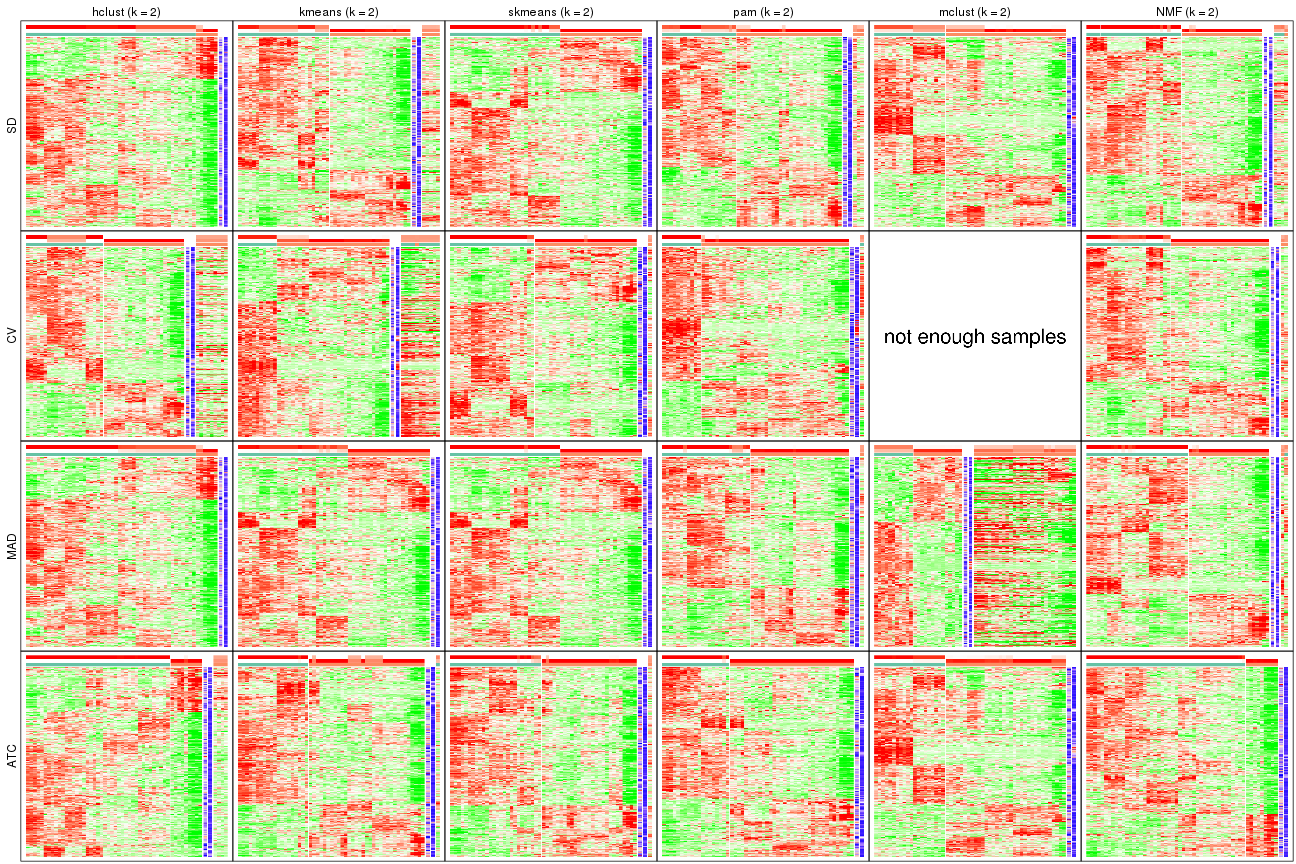 hclust (k = 2) kmeans (k = 2) skmeans (k = 2) pam (k = 2) mclust (k = 2) NMF (k = 2)
SD
CV
not enough samples
MAD
ATC